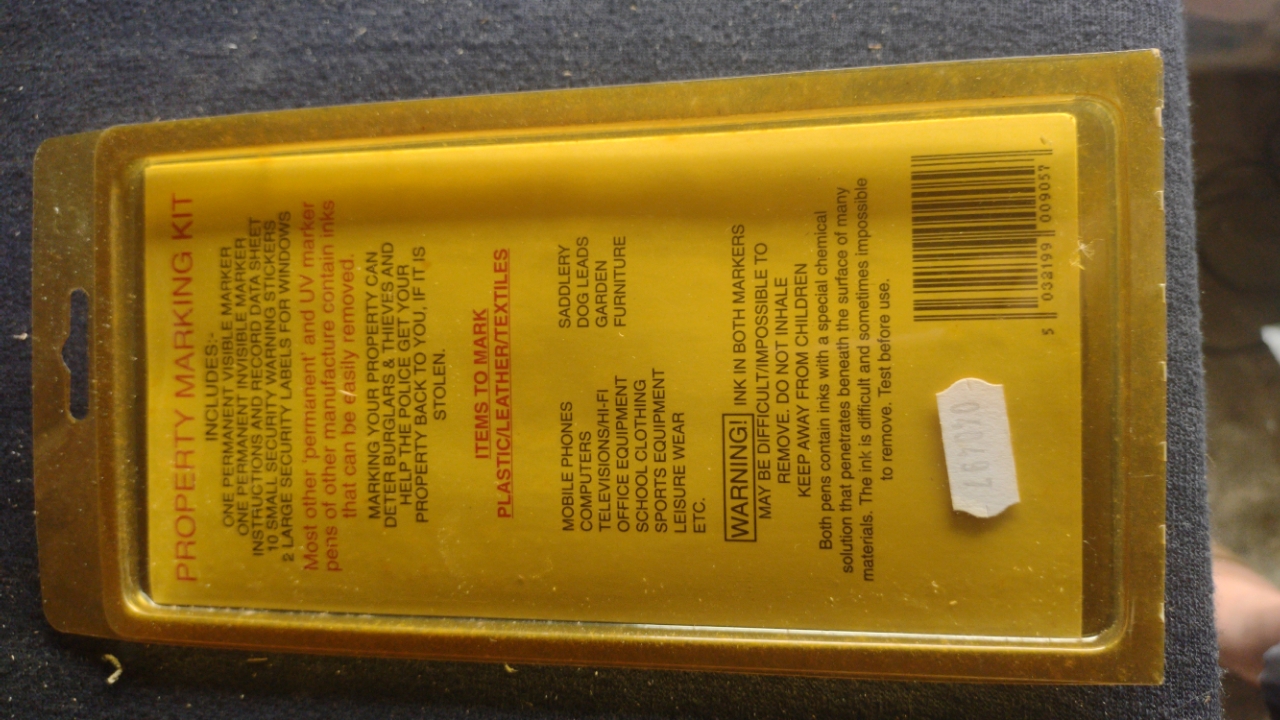 PROPERTY MARKING KIT
INCLUDES:-
ONE PERMANENT VISIBLE MARKER
ONE PERMANENT INVISIBLE MARKER
INSTRUCTIONS AND RECORD DATA SHEET
10 SMALL SECURITY WARNING STICKERS
2 LARGE SECURITY LABELS FOR WINDOWS
Most other 'permament' and UV marker
pens of other manufacture contain inks
that can be easily removed.
MARKING YOUR PROPERTY CAN
DETER BURGLARS & THIEVES AND
HELP THE POLICE GET YOUR
PROPERTY BACK TO YOU, IF IT IS
STOLEN.
ITEMS TO MARK
PLASTIC/LEATHER/TEXTILES
MOBILE PHONES
COMPUTERS
TELEVISIONS/HI-FI
OFFICE EQUIPMENT
SCHOOL CLOTHING
SPORTS EQUIPMENT
LEISURE WEAR
ETC.
SADDLERY
DOG LEADS
GARDEN
FURNITURE
WARNING! INK IN BOTH MARKERS
MAY BE DIFFICULT/IMPOSSIBLE TO
REMOVE. DO NOT INHALE
KEEP AWAY FROM CHILDREN
Both pens contain inks with a special chemical
solution that penetrates beneath the surface of many
materials. The ink is difficult and sometimes impossible
to remove. Test before use.
5 033199 009057